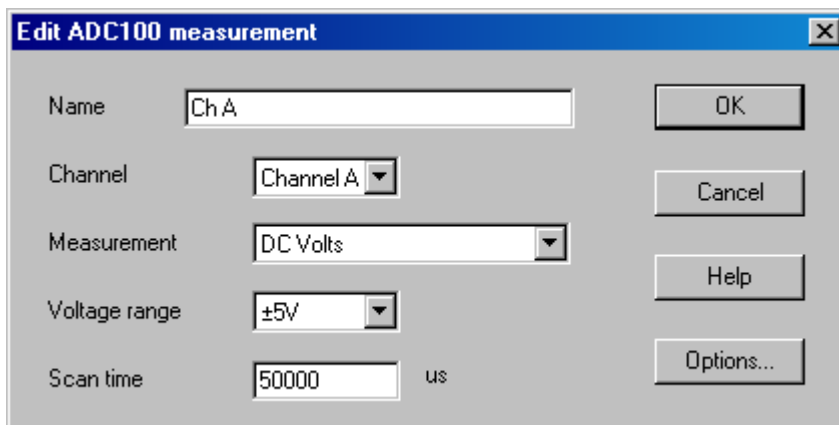 Edit ADC100 measurement
Name
Ch A
OK
Channel
Channel A
Cancel
Measurement
DC Volts
Help
Voltage range
±5V
Scan time
50000
us
Options...